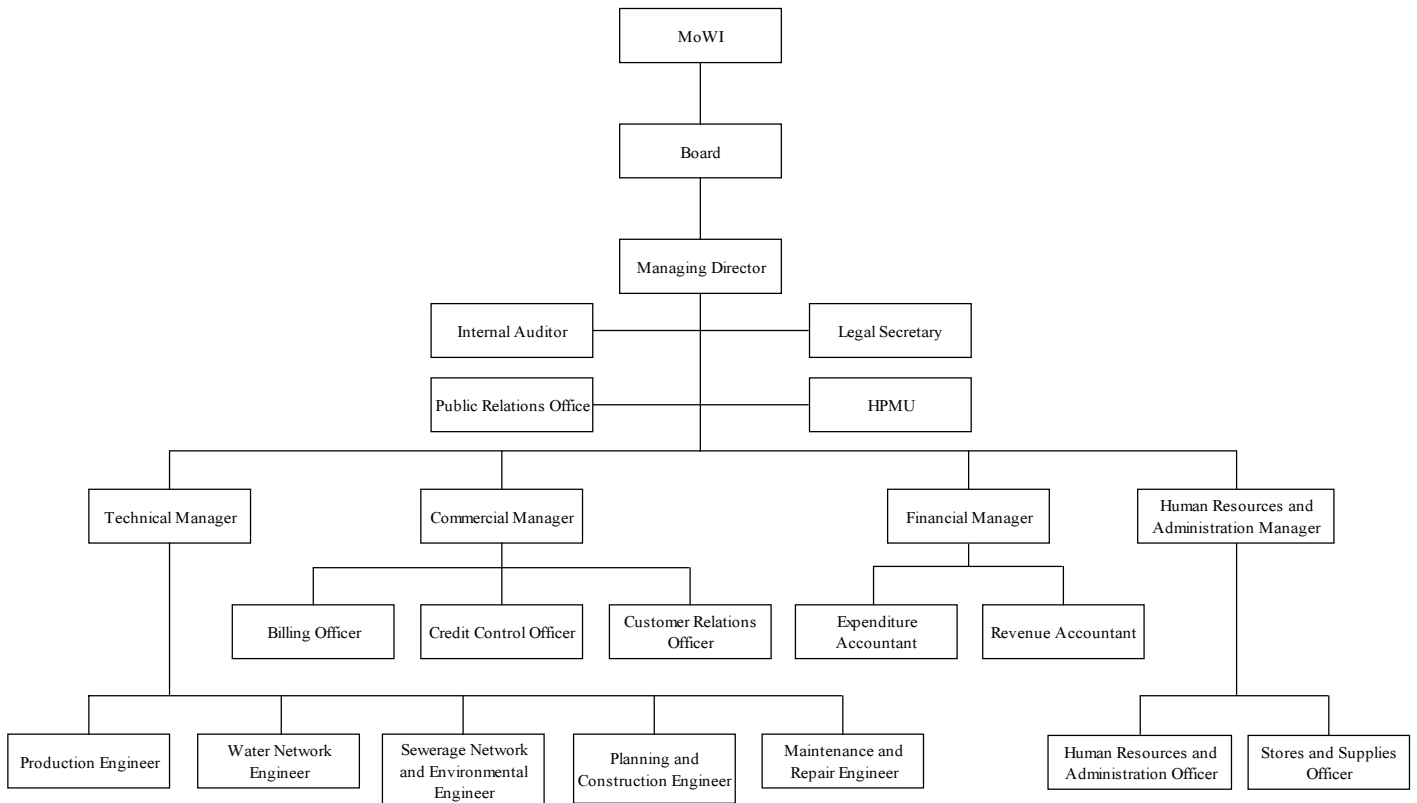 MoWI
Board
Managing Director
Internal Auditor
Legal Secretary
Public Relations Office
HPMU
Technical Manager
Commercial Manager
Financial Manager
Human Resources and
Administration Manager
Billing Officer
Credit Control Officer
Customer Relations
Officer
Expenditure
Accountant
Revenue Accountant
Production Engineer
Water Network
Engineer
Sewerage Network
and Environmental
Engineer
Planning and
Construction Engineer
Maintenance and
Repair Engineer
Human Resources and
Administration Officer
Stores and Supplies
Officer